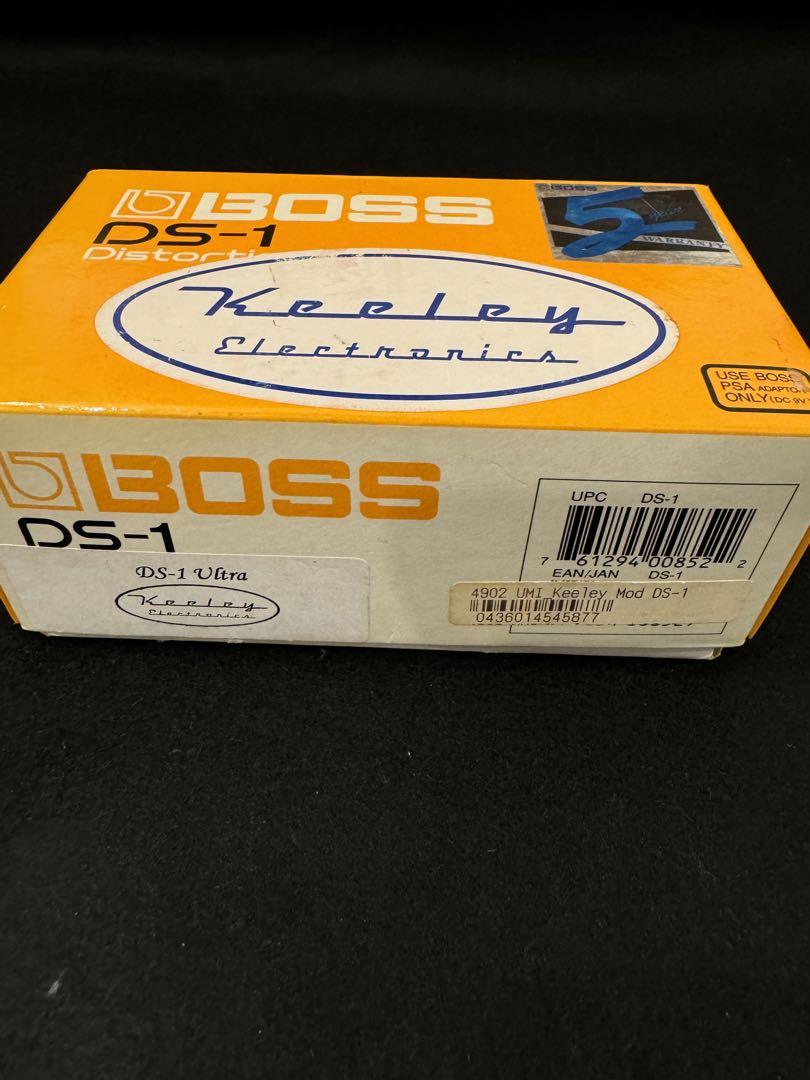 BOSS
DS-1
Keeley
Electronics
BOSS
WARRANTY
USE BOSS
PSA ADAPTOR
ONLY (DC 9V
BOSS
DS-1
DS-1 Ultra
Keeley
Electronics
UPC DS-1
7 61294 00852 2
EAN/JAN DS-1
4902 UMI Keeley Mod DS-1
0436014545877